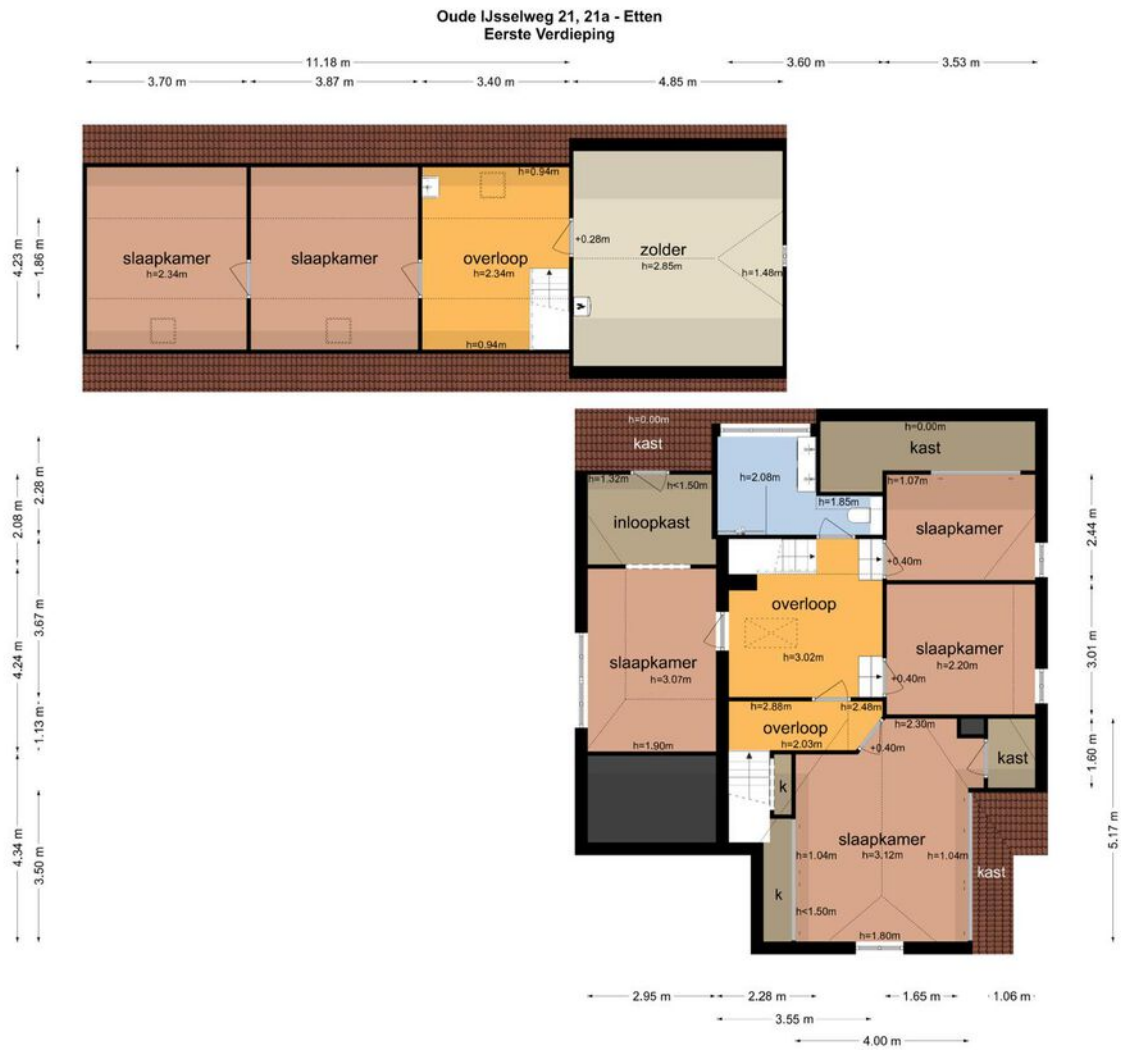 Oude IJsselweg 21, 21a - Etten
Eerste Verdieping
11.18 m
3.60 m
3.53 m
3.70 m
3.87 m
3.40 m
4.85 m
4.23 m
1.86 m
h=0.94m
+0.28m
slaapkamer
h=2.34m
slaapkamer
overloop
h=2.34m
zolder
h=2.85m
h=1.48m
h=0.94m
h=0.00m
kast
h=0.00m
kast
2.28 m
2.08 m
h=1.32m
h<1.50m
h=2.08m
h=1.85m
h=1.07m
inloopkast
slaapkamer
2.44 m
+0.40m
3.67 m
4.24 m
overloop
h=3.02m
slaapkamer
h=3.07m
slaapkamer
h=2.20m
3.01 m
+0.40m
1.13 m
h=2.88m
h=2.48m
h=2.30m
overloop
h=2.03m
+0.40m
h=1.90m
kast
1.60 m
k
4.34 m
3.50 m
slaapkamer
h=1.04m
h=3.12m
h=1.04m
5.17 m
kast
k
h<1.50m
h=1.80m
2.95 m
2.28 m
1.65 m
1.06 m
3.55 m
4.00 m